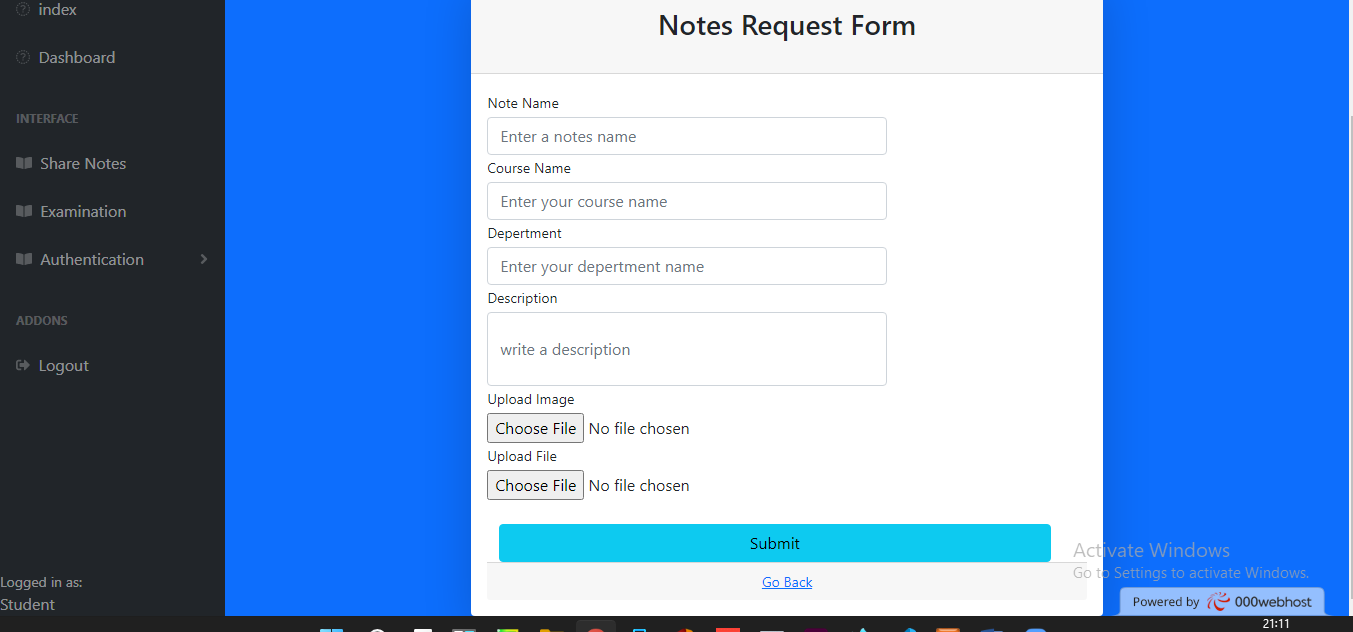 index
Dashboard
INTERFACE
Share Notes
Examination
Authentication
ADDONS
Logout
Logged in as:
Student
Notes Request Form
Note Name
Enter a notes name
Course Name
Enter your course name
Depertment
Enter your depertment name
Description
write a description
Upload Image
Choose File No file chosen
Upload File
Choose File No file chosen
Submit
Go Back
Activate Windows
Go to Settings to activate Windows.
Powered by 000webhost
21:11